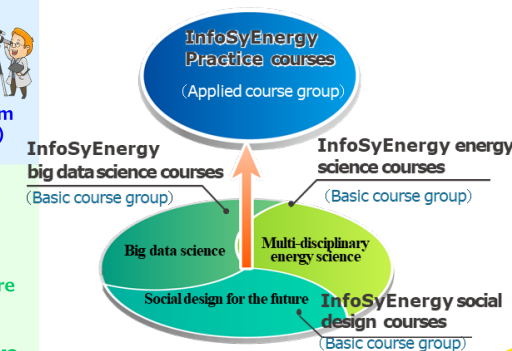 InfoSyEnergy
Practice courses
(Applied course group)
m
)
InfoSyEnergy
big data science courses
(Basic course group)
InfoSyEnergy energy
science courses
(Basic course group)
Big data science
Multi-disciplinary
energy science
Social design for the future
InfoSyEnergy social
design courses
(Basic course group)
re